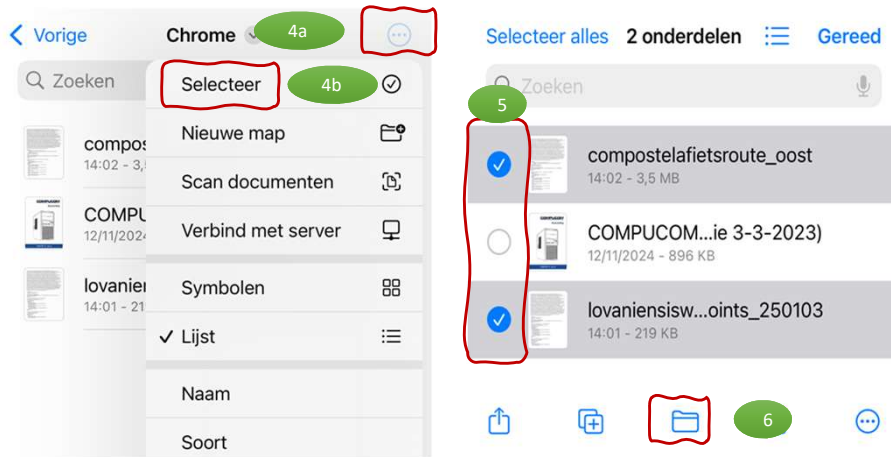 Vorige
Chrome
4a
Zoeken
Selecteer
4b
Nieuwe map
compos
14:02 - 3,
Scan documenten
COMPU
12/11/2024
Verbind met server
lovanier
14:01 - 21
Symbolen
Lijst
Naam
Soort
Selecteer alles
2 onderdelen
Gereed
Zoeken
5
compostelafietsroute_oost
14:02 - 3,5 MB
COMPUCOM...ie 3-3-2023)
12/11/2024 - 896 KB
lovaniensisw...oints_250103
14:01 - 219 KB
6